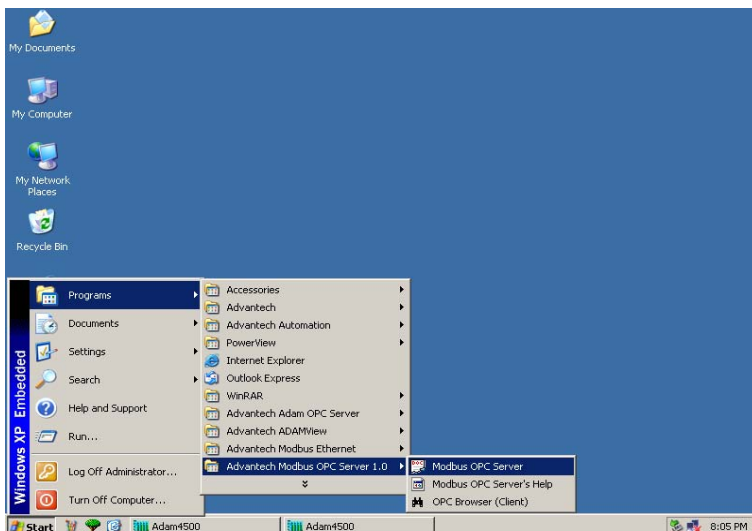 My Documents
My Computer
My Network
Places
Recycle Bin
Windows XP Embedded
Programs
Documents
Settings
Search
Help and Support
Run...
Log Off Administrator...
Turn Off Computer...
Accessories
Advantech
Advantech Automation
PowerView
Internet Explorer
Outlook Express
WinRAR
Advantech Adam OPC Server
Advantech ADAMView
Advantech Modbus Ethernet
Advantech Modbus OPC Server 1.0
Modbus OPC Server
Modbus OPC Server's Help
OPC Browser (Client)
Start
Adam4500
Adam4500
8:05 PM